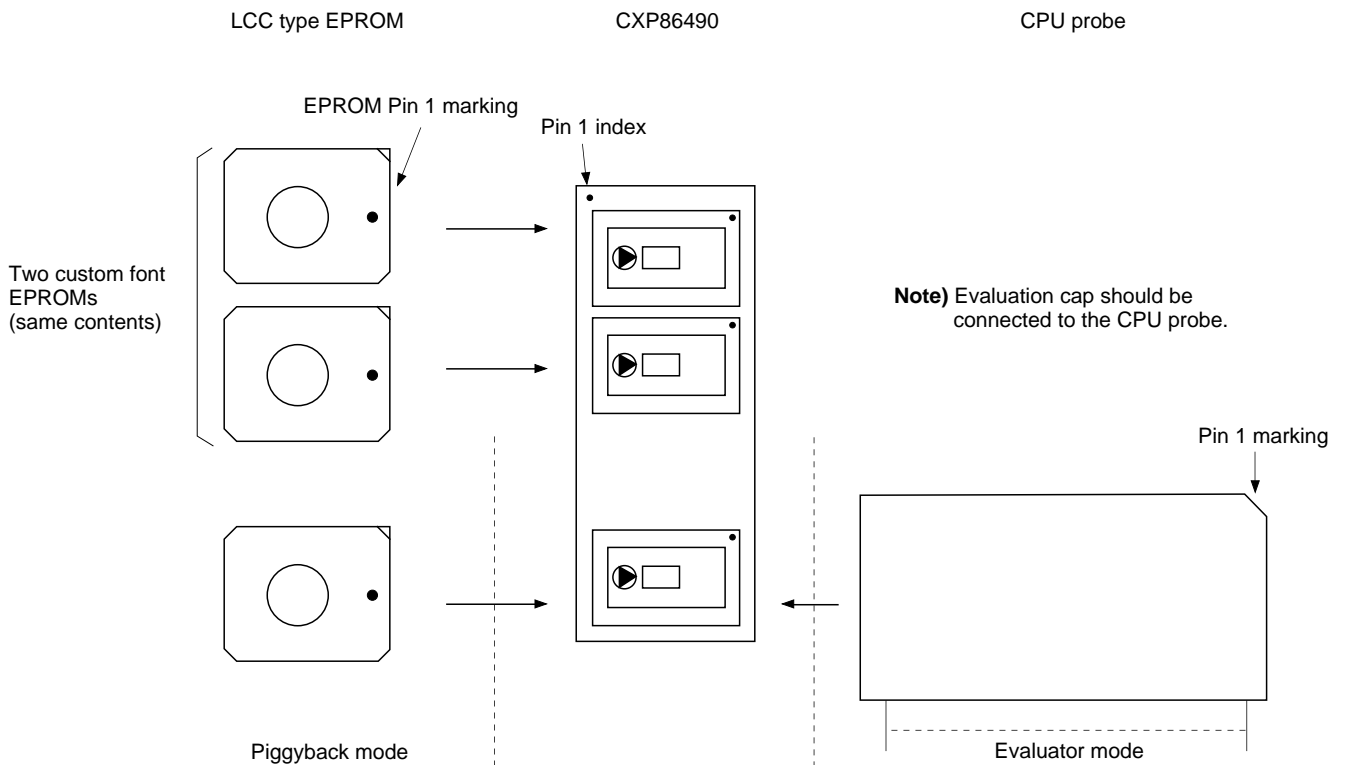 LCC type EPROM
CXP86490
CPU probe
EPROM Pin 1 marking
Pin 1 index
Two custom font
EPROMs
(same contents)
Note) Evaluation cap should be
connected to the CPU probe.
Pin 1 marking
Piggyback mode
Evaluator mode